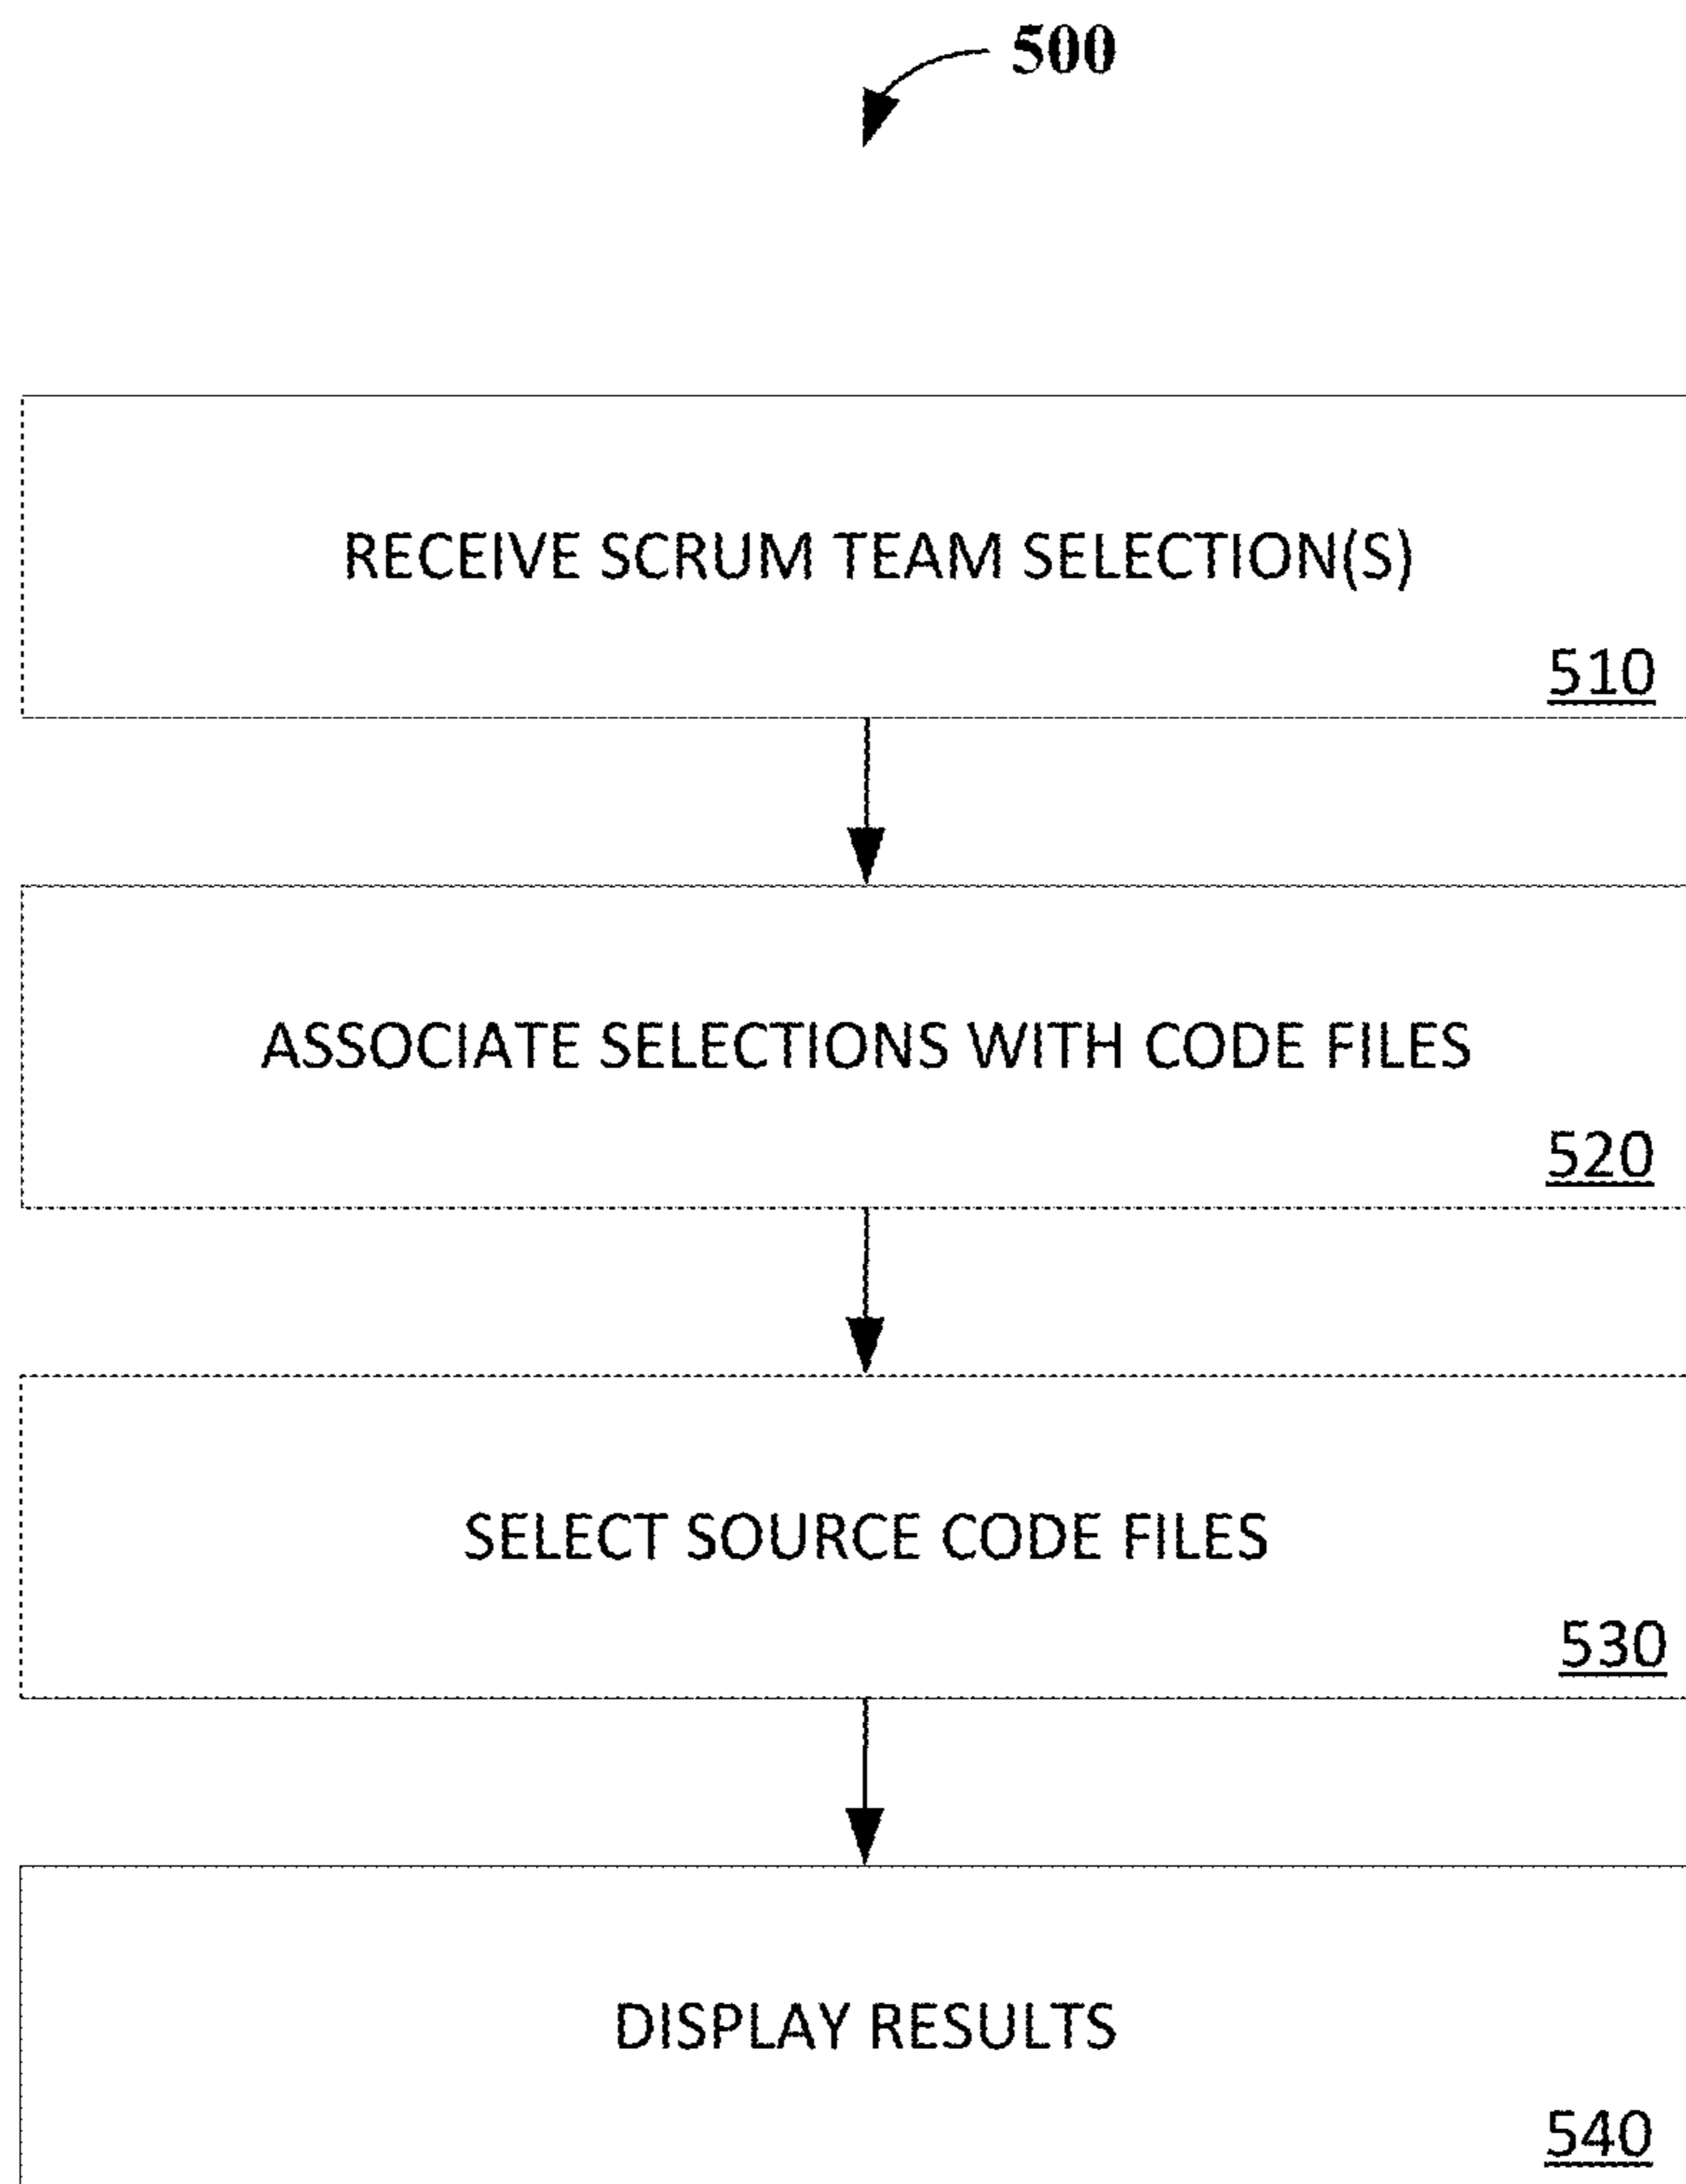 500
RECEIVE SCRUM TEAM SELECTION(S)
510
ASSOCIATE SELECTIONS WITH CODE FILES
520
SELECT SOURCE CODE FILES
530
DISPLAY RESULTS
540